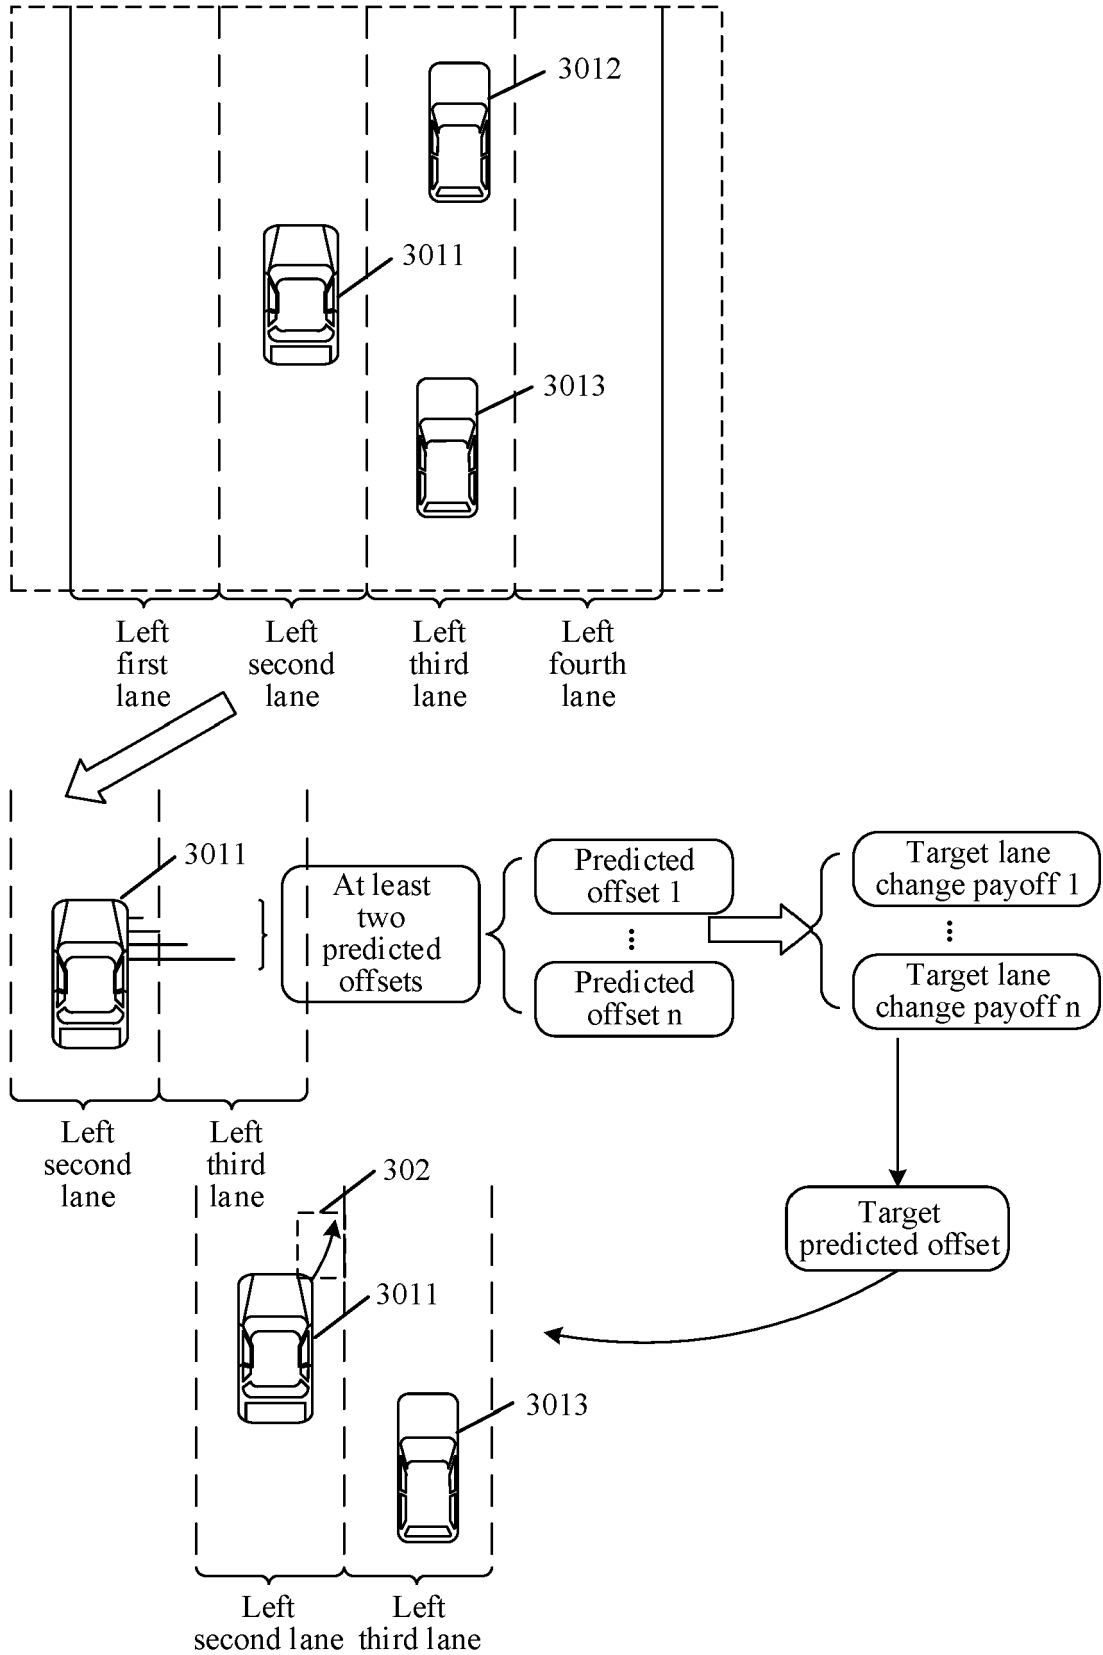 3012
3011
3013
Left
first
lane
Left
second
lane
Left
third
lane
Left
fourth
lane
3011
At least
two
predicted
offsets
Predicted
offset 1
Predicted
offset n
Target lane
change payoff 1
Target lane
change payoff n
Left
second
lane
Left
third
lane
302
3011
3013
Target
predicted offset
Left
second lane
Left
third lane